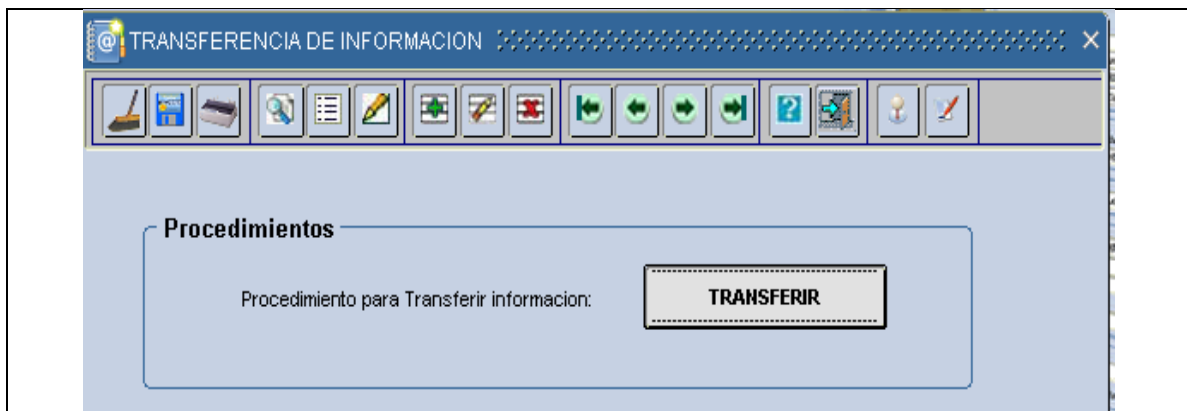 TRANSFERENCIA DE INFORMACION
Procedimientos
Procedimiento para Transferir informacion:
TRANSFERIR